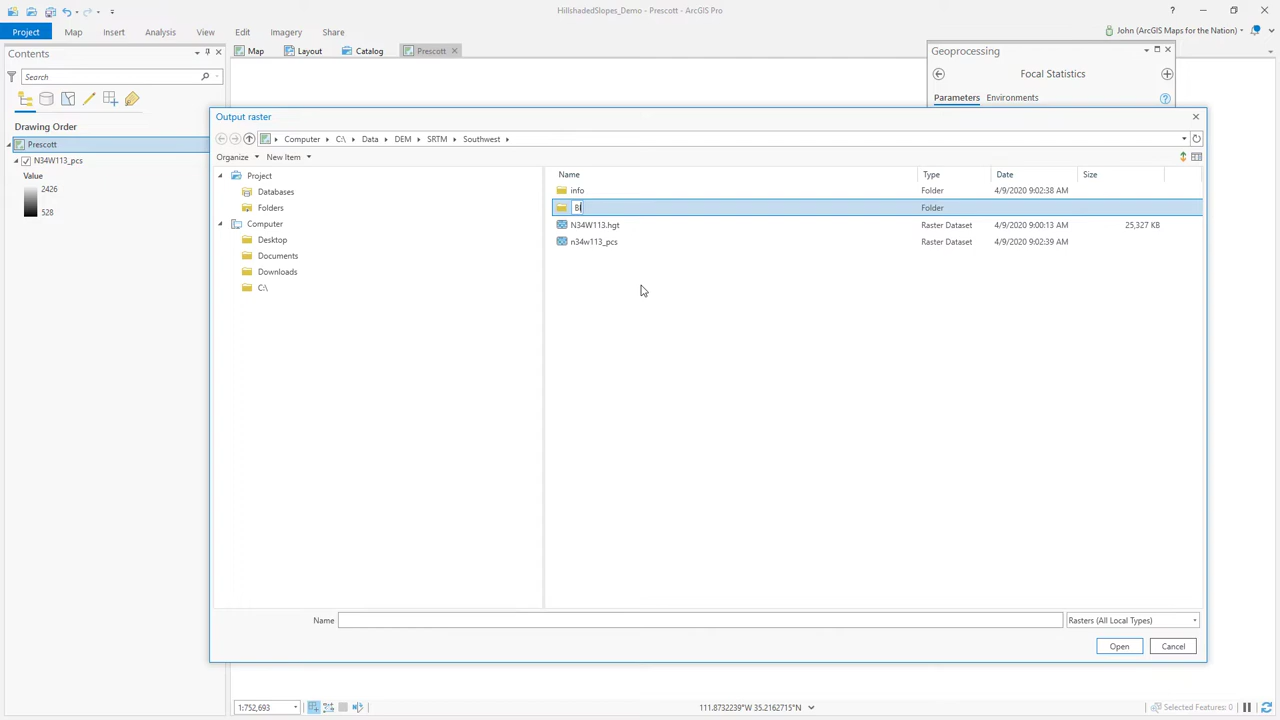 HillshadedSlopes_Demo - Prescott - ArcGIS Pro
?
Project Map Insert Analysis View Edit Imagery Share
John (ArcGIS Maps for the Nation)
Contents
Map Layout Catalog Prescott
Geoprocessing
Search
Focal Statistics
Parameters Environments
Drawing Order
Prescott
N34W113_pcs
Value
2426
528
Output raster
Computer C:\ Data DEM SRTM Southwest
Organize New Item
Project
Databases
Folders
Computer
Desktop
Documents
Downloads
C:\
Name Type Date Size
info Folder 4/9/2020 9:02:38 AM
Folder
N34W113.hgt Raster Dataset 4/9/2020 9:00:13 AM 25,327 KB
n34w113_pcs Raster Dataset 4/9/2020 9:02:39 AM
Name
Rasters (All Local Types)
Open Cancel
1:752,693
111.8732239°W 35.2162715°N
Selected Features: 0